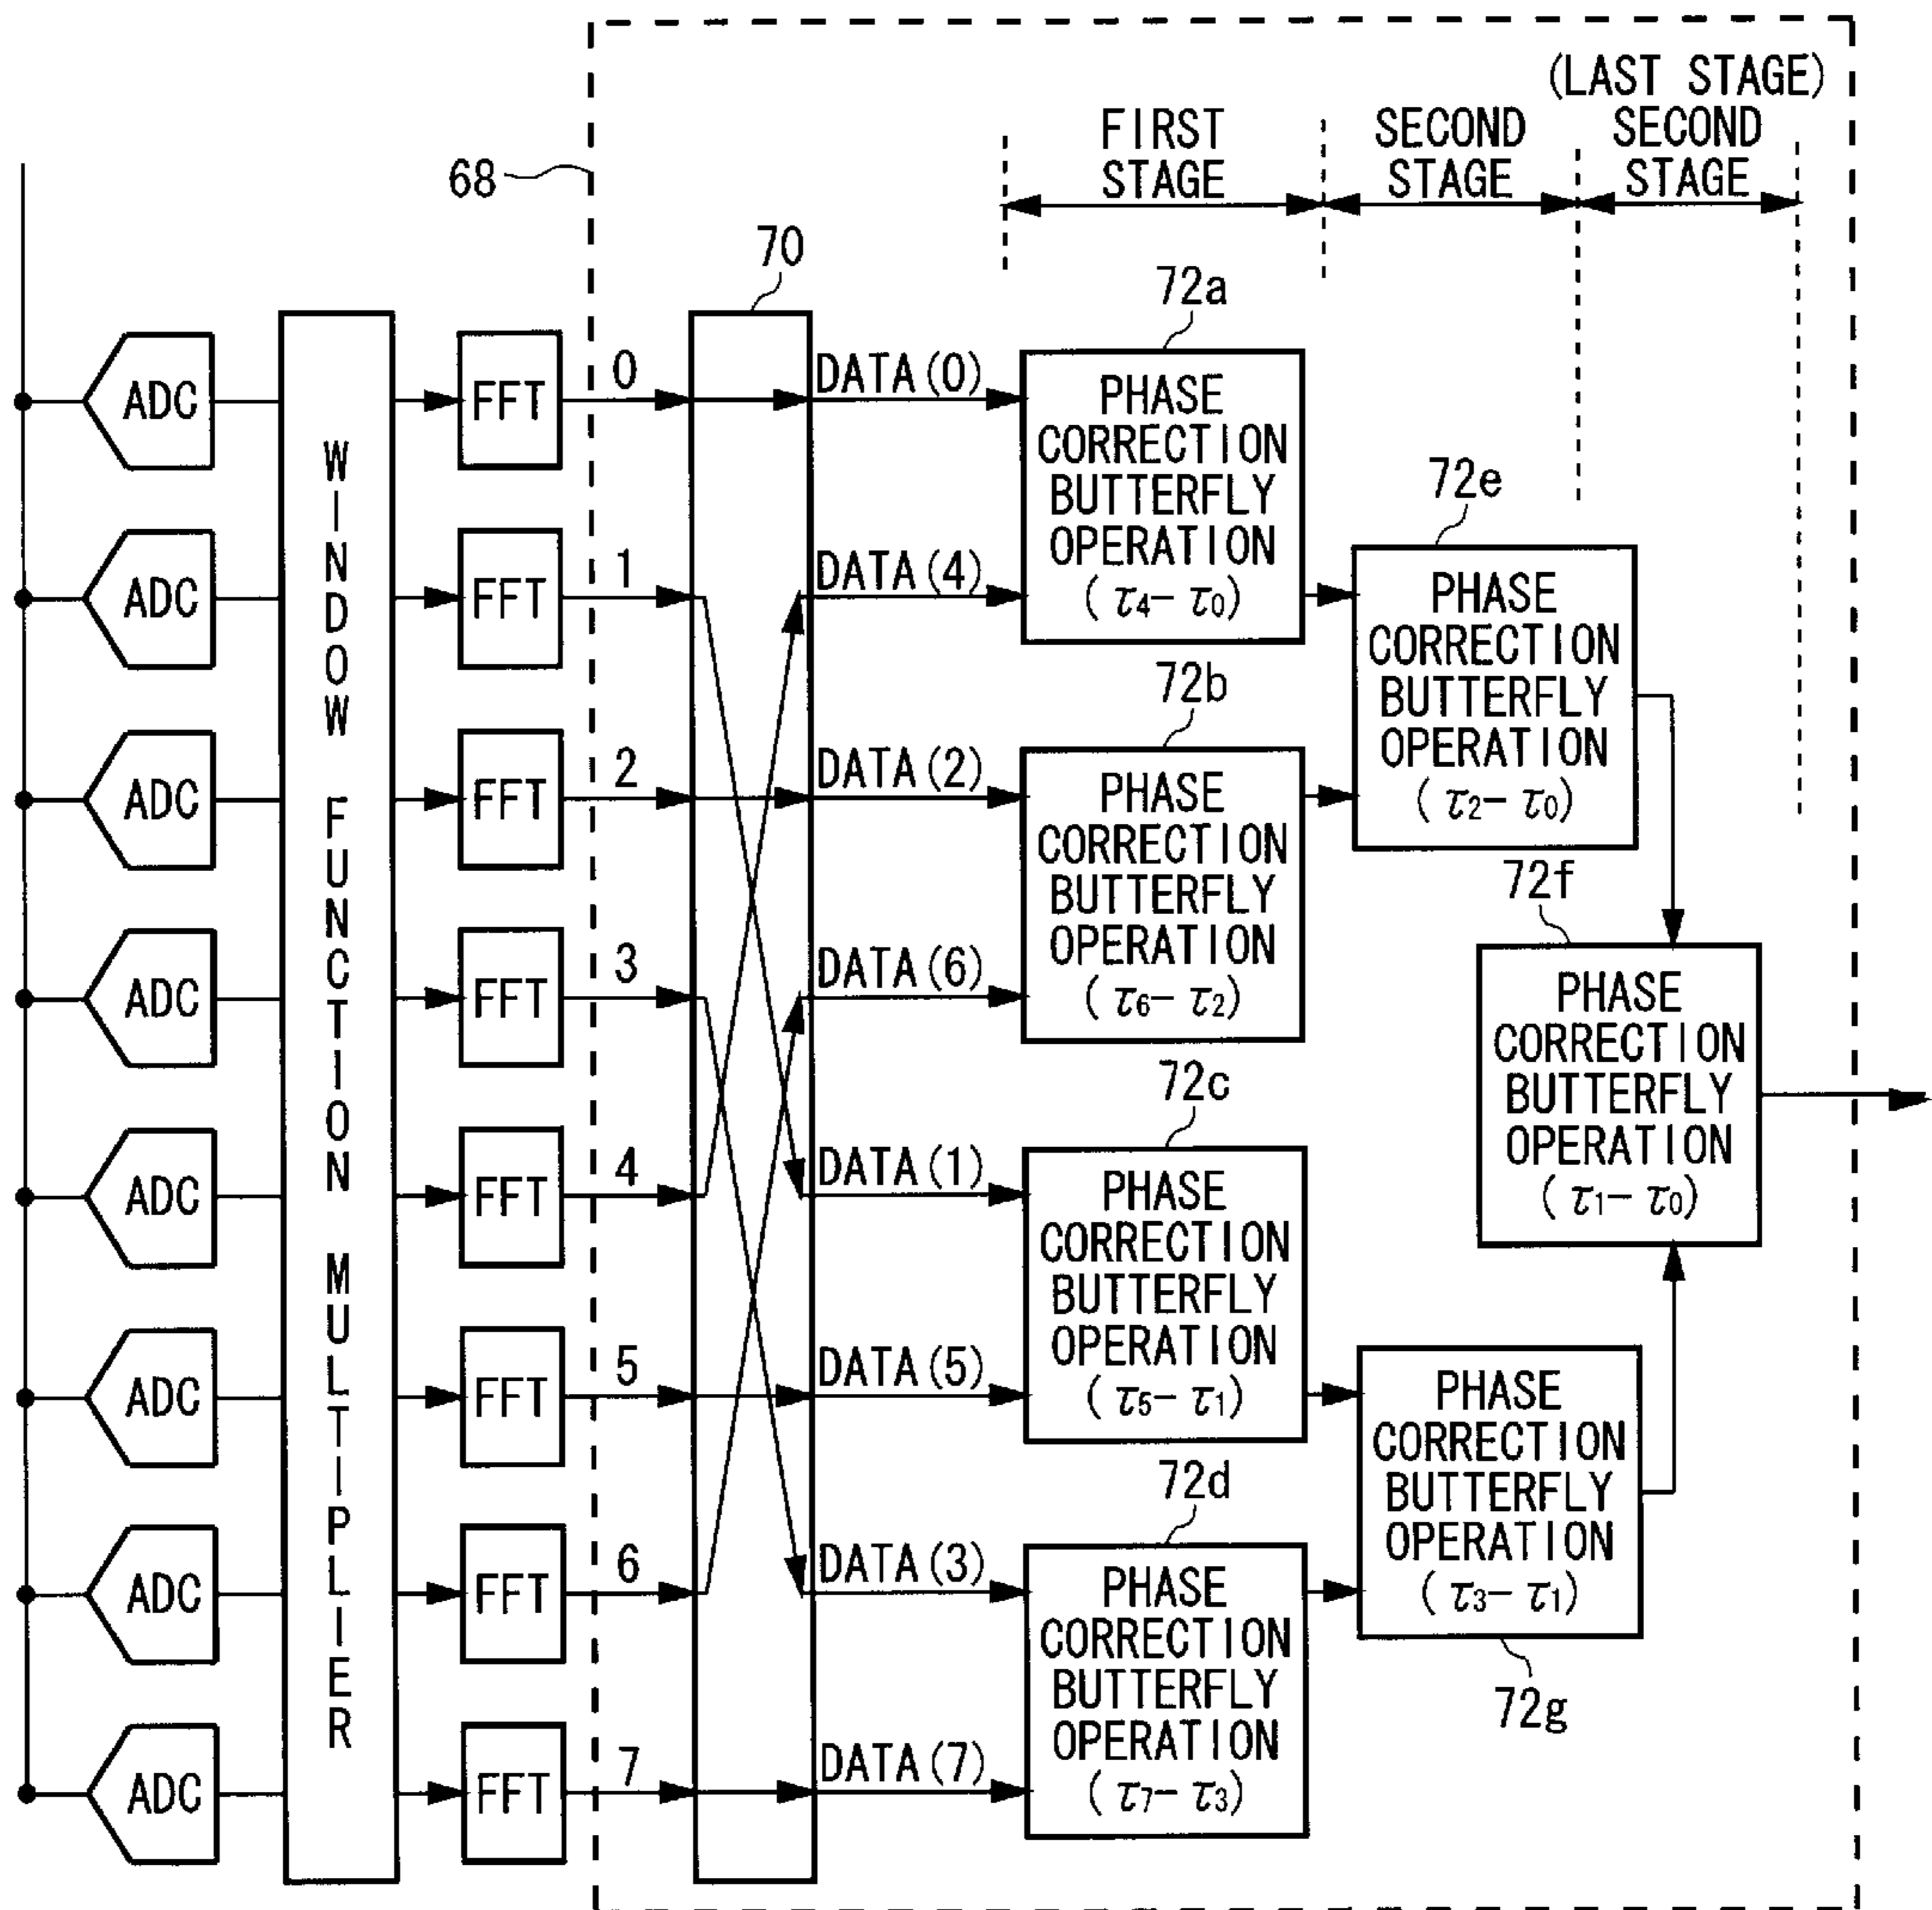 (LAST STAGE)
FIRST STAGE
SECOND STAGE
SECOND STAGE
68
70
72a
72b
72c
72d
72e
72f
72g
ADC
ADC
ADC
ADC
ADC
ADC
ADC
ADC
WINDOW FUNCTION MULTIPLIER
FFT
FFT
FFT
FFT
FFT
FFT
FFT
FFT
0
1
2
3
4
5
6
7
DATA(0)
DATA(4)
DATA(2)
DATA(6)
DATA(1)
DATA(5)
DATA(3)
DATA(7)
PHASE
CORRECTION
BUTTERFLY
OPERATION
(τ4−τ0)
PHASE
CORRECTION
BUTTERFLY
OPERATION
(τ6−τ2)
PHASE
CORRECTION
BUTTERFLY
OPERATION
(τ5−τ1)
PHASE
CORRECTION
BUTTERFLY
OPERATION
(τ7−τ3)
PHASE
CORRECTION
BUTTERFLY
OPERATION
(τ2−τ0)
PHASE
CORRECTION
BUTTERFLY
OPERATION
(τ1−τ0)
PHASE
CORRECTION
BUTTERFLY
OPERATION
(τ3−τ1)